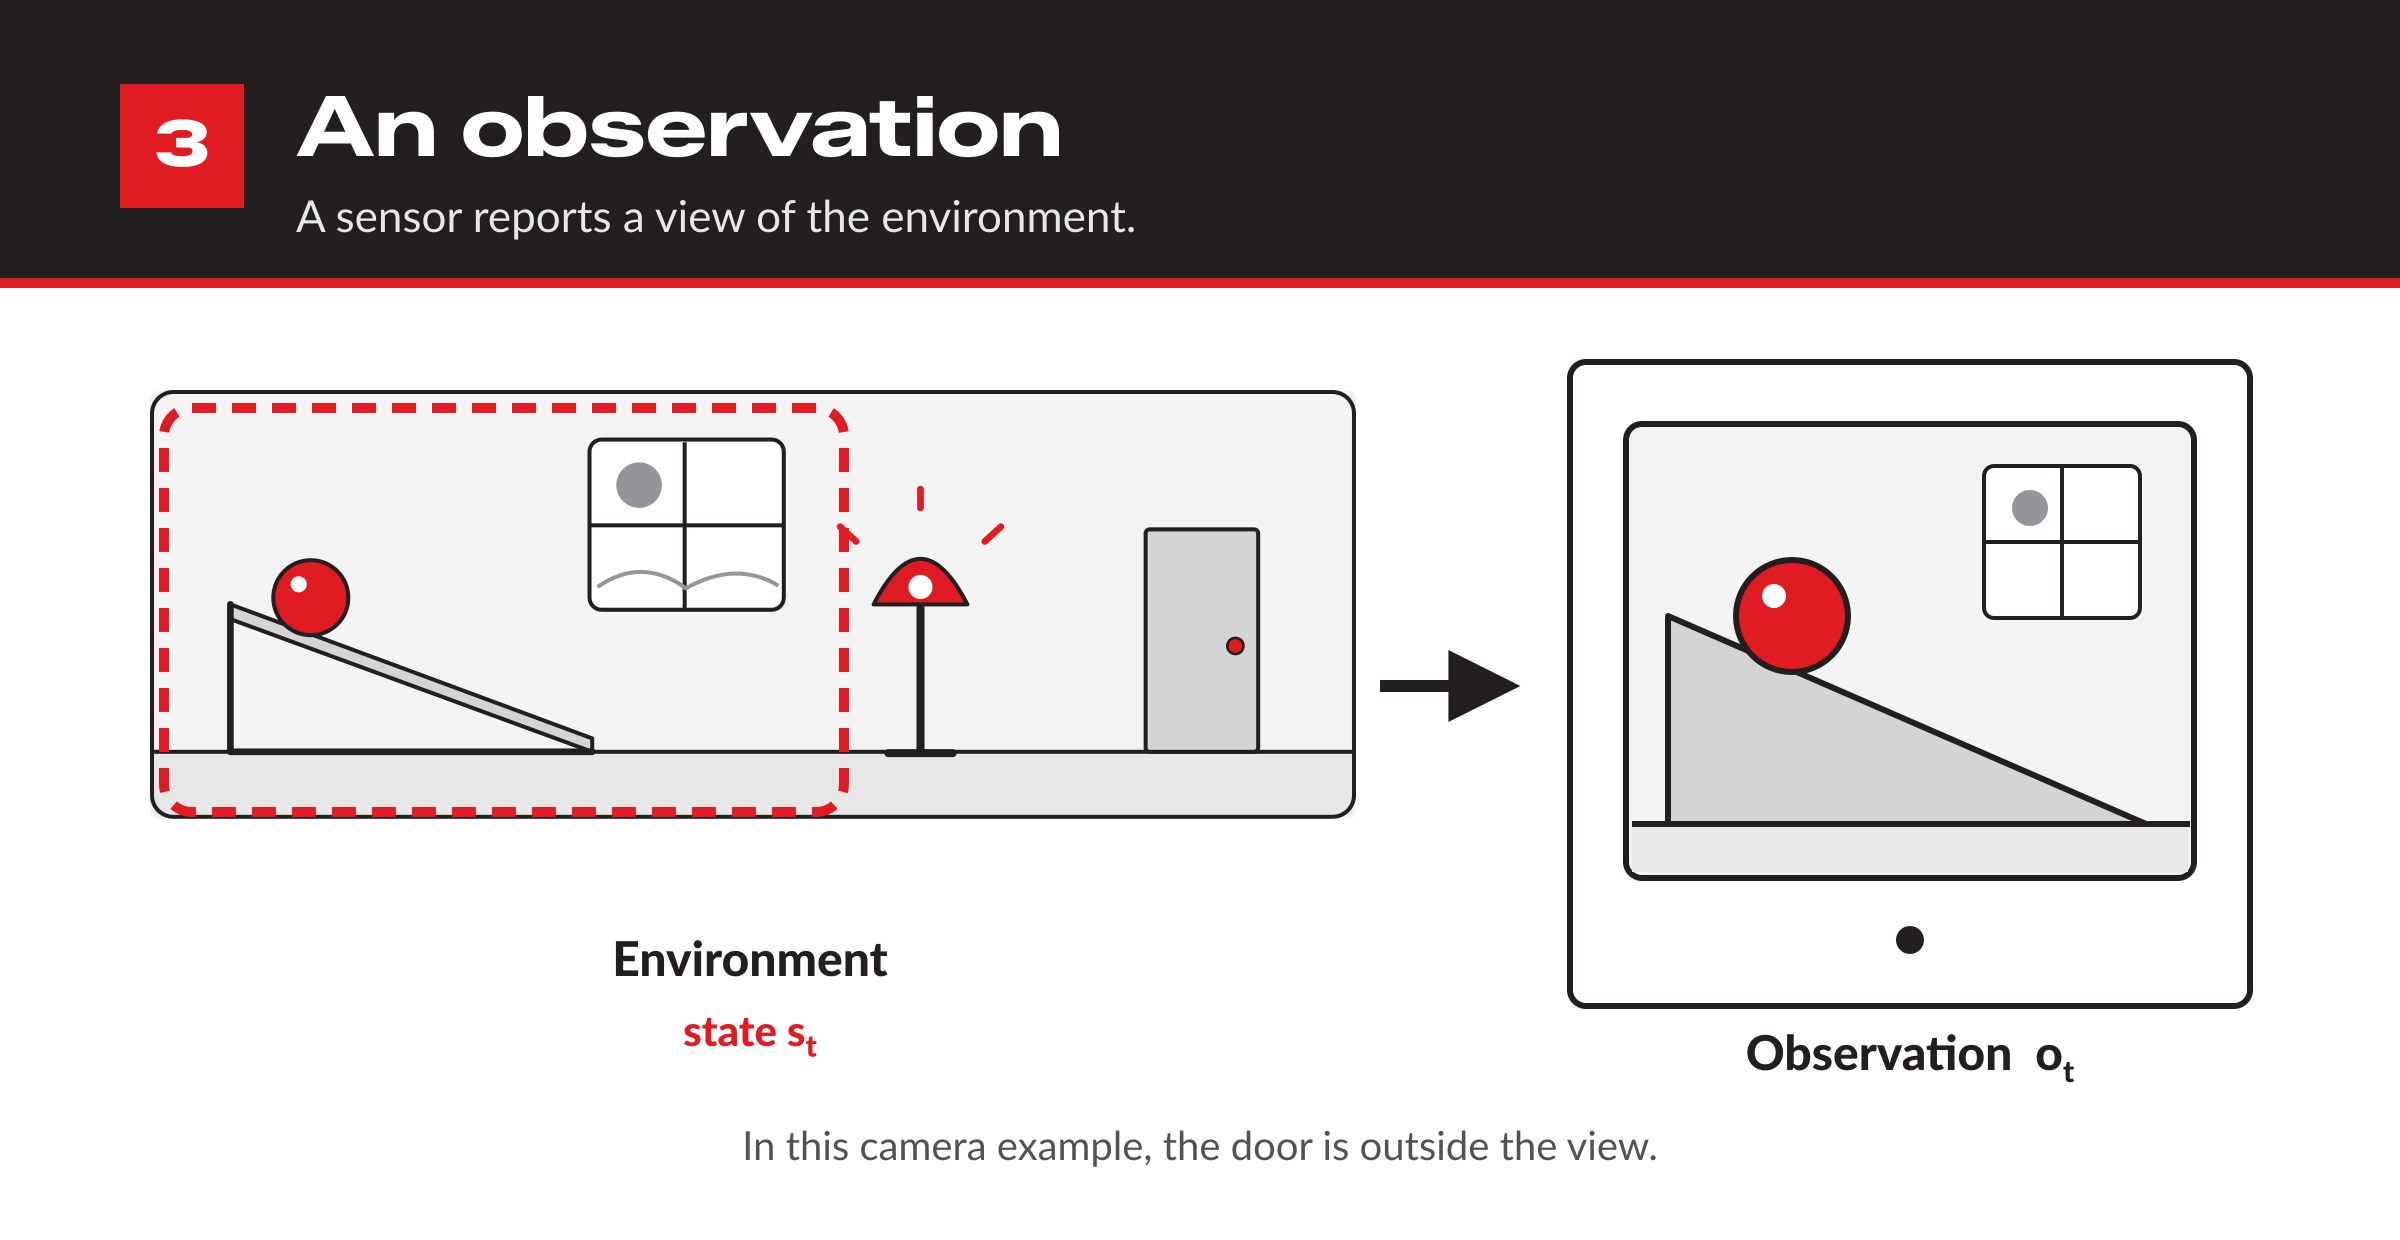 3
An observation
A sensor reports a view of the environment.
Environment
state sₜ
Observation oₜ
In this camera example, the door is outside the view.